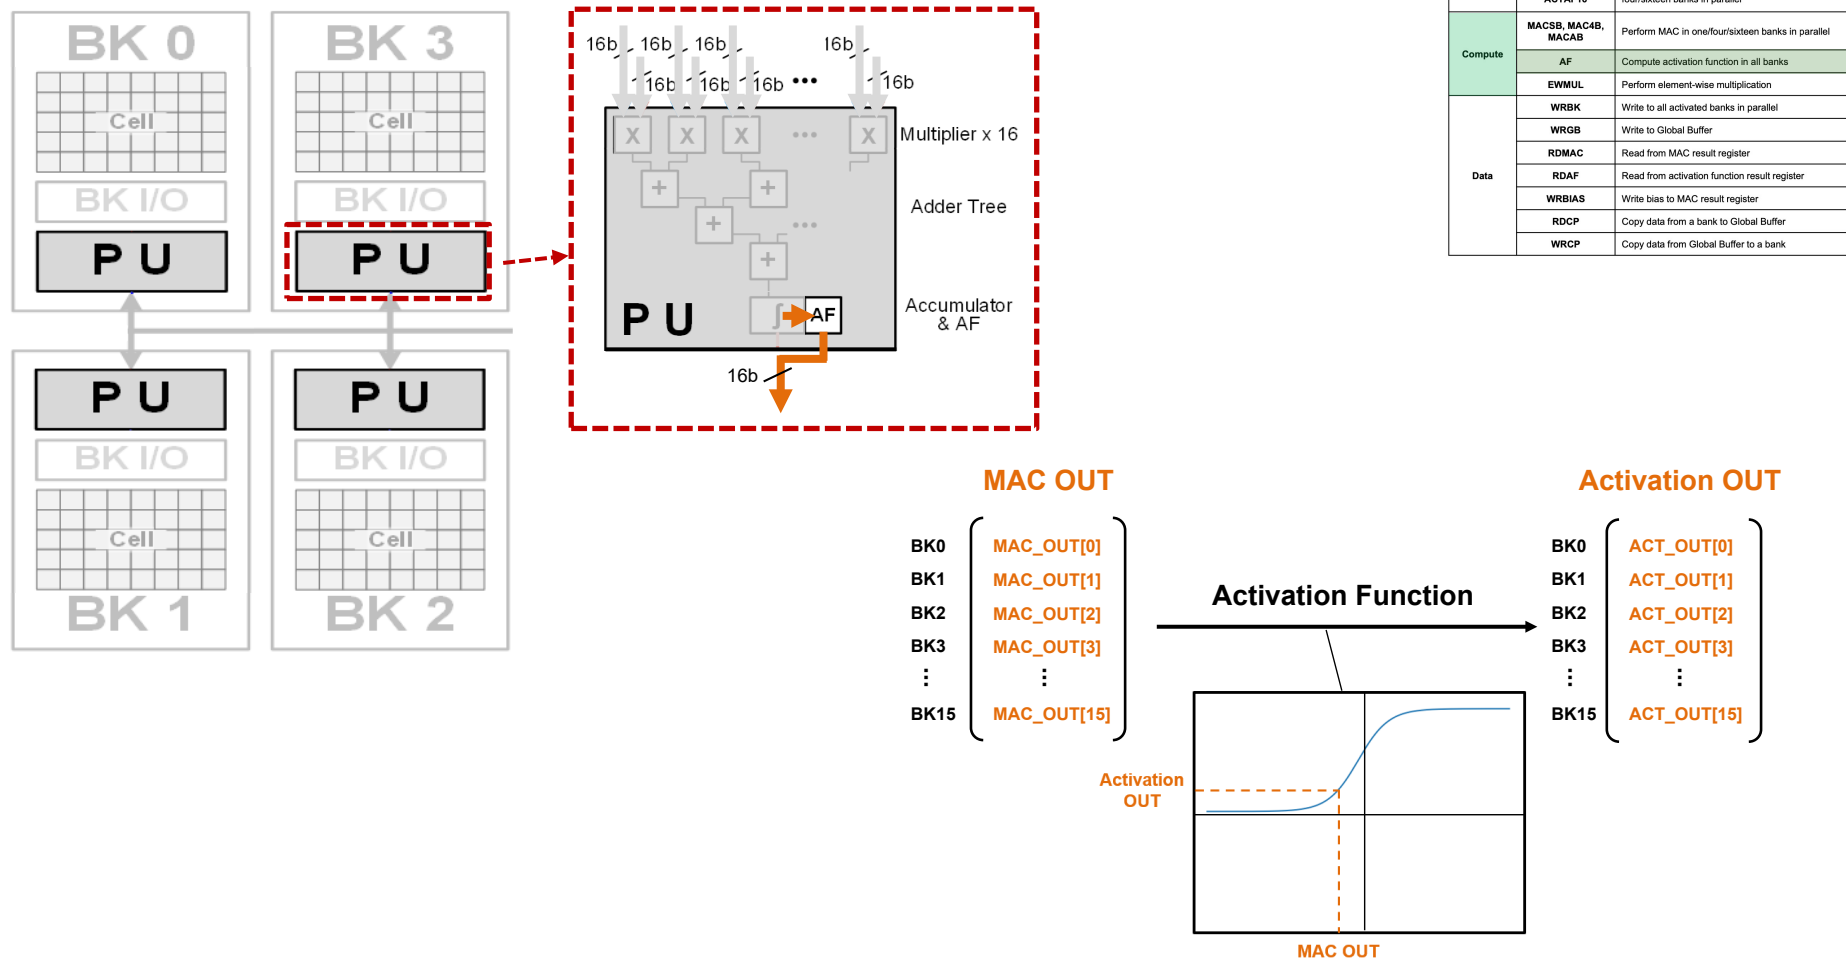 BK 0
Cell
BK I/O
P U
BK 3
Cell
BK I/O
P U
P U
BK I/O
Cell
BK 1
P U
BK I/O
Cell
BK 2
16b 16b 16b 16b
16b 16b 16b ••• 16b
X X X ••• X
Multiplier x 16
+ +
Adder Tree
+ •••
+
P U
∫ AF
Accumulator
& AF
16b
four/sixteen banks in parallel
Compute
MACSB, MAC4B,
MACAB
Perform MAC in one/four/sixteen banks in parallel
AF
Compute activation function in all banks
EWMUL
Perform element-wise multiplication
Data
WRBK
Write to all activated banks in parallel
WRGB
Write to Global Buffer
RDMAC
Read from MAC result register
RDAF
Read from activation function result register
WRBIAS
Write bias to MAC result register
RDCP
Copy data from a bank to Global Buffer
WRCP
Copy data from Global Buffer to a bank
MAC OUT
BK0 MAC_OUT[0]
BK1 MAC_OUT[1]
BK2 MAC_OUT[2]
BK3 MAC_OUT[3]
⋮ ⋮
BK15 MAC_OUT[15]
Activation Function
Activation OUT
BK0 ACT_OUT[0]
BK1 ACT_OUT[1]
BK2 ACT_OUT[2]
BK3 ACT_OUT[3]
⋮ ⋮
BK15 ACT_OUT[15]
Activation
OUT
MAC OUT